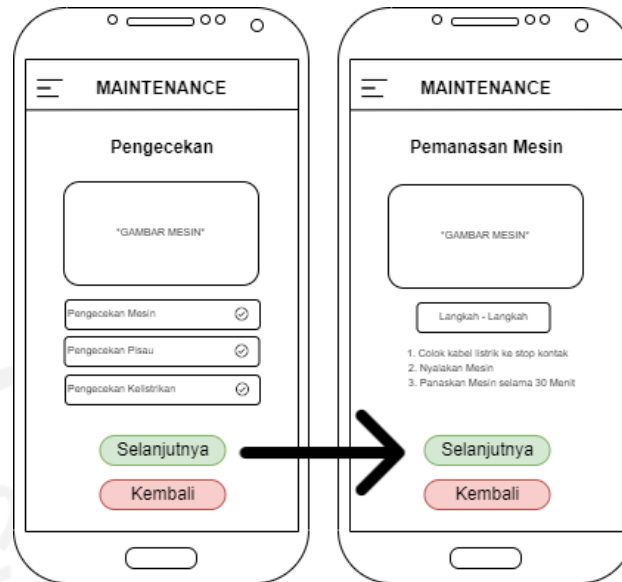 MAINTENANCE
Pengecekan
"GAMBAR MESIN"
Pengecekan Mesin
Pengecekan Pisau
Pengecekan Kelistrikan
Selanjutnya
Kembali
MAINTENANCE
Pemanasan Mesin
"GAMBAR MESIN"
Langkah - Langkah
1. Colok kabel listrik ke stop kontak
2. Nyalakan Mesin
3. Panaskan Mesin selama 30 Menit
Selanjutnya
Kembali